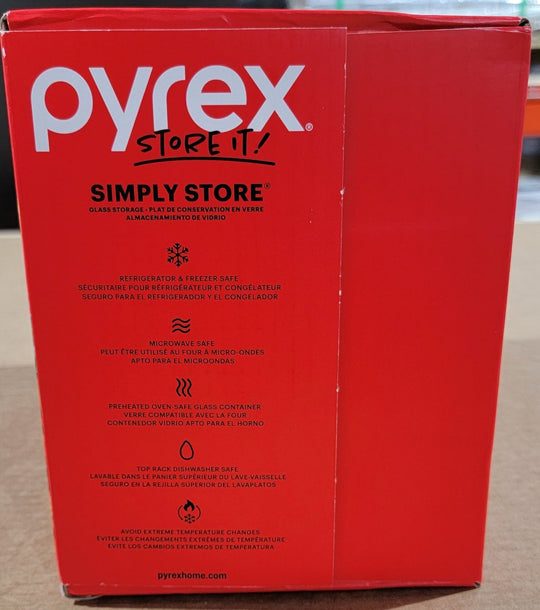 pyrex®
STORE IT!
SIMPLY STORE®
GLASS STORAGE • PLAT DE CONSERVATION EN VERRE
ALMACENAMIENTO DE VIDRIO
REFRIGERATOR & FREEZER SAFE
SÉCURITAIRE POUR RÉFRIGÉRATEUR ET CONGÉLATEUR
SEGURO PARA EL REFRIGERADOR Y EL CONGELADOR
MICROWAVE SAFE
PEUT ÊTRE UTILISÉ AU FOUR À MICRO-ONDES
APTO PARA EL MICROONDAS
PREHEATED OVEN-SAFE GLASS CONTAINER
VERRE COMPATIBLE AVEC LA FOUR
CONTENEDOR VIDRIO APTO PARA EL HORNO
TOP RACK DISHWASHER SAFE
LAVABLE DANS LE PANIER SUPÉRIEUR DU LAVE-VAISSELLE
SEGURO EN LA REJILLA SUPERIOR DEL LAVAPLATOS
AVOID EXTREME TEMPERATURE CHANGES
ÉVITER LES CHANGEMENTS EXTRÊMES DE TEMPÉRATURE
EVITE LOS CAMBIOS EXTREMOS DE TEMPERATURA
pyrexhome.com